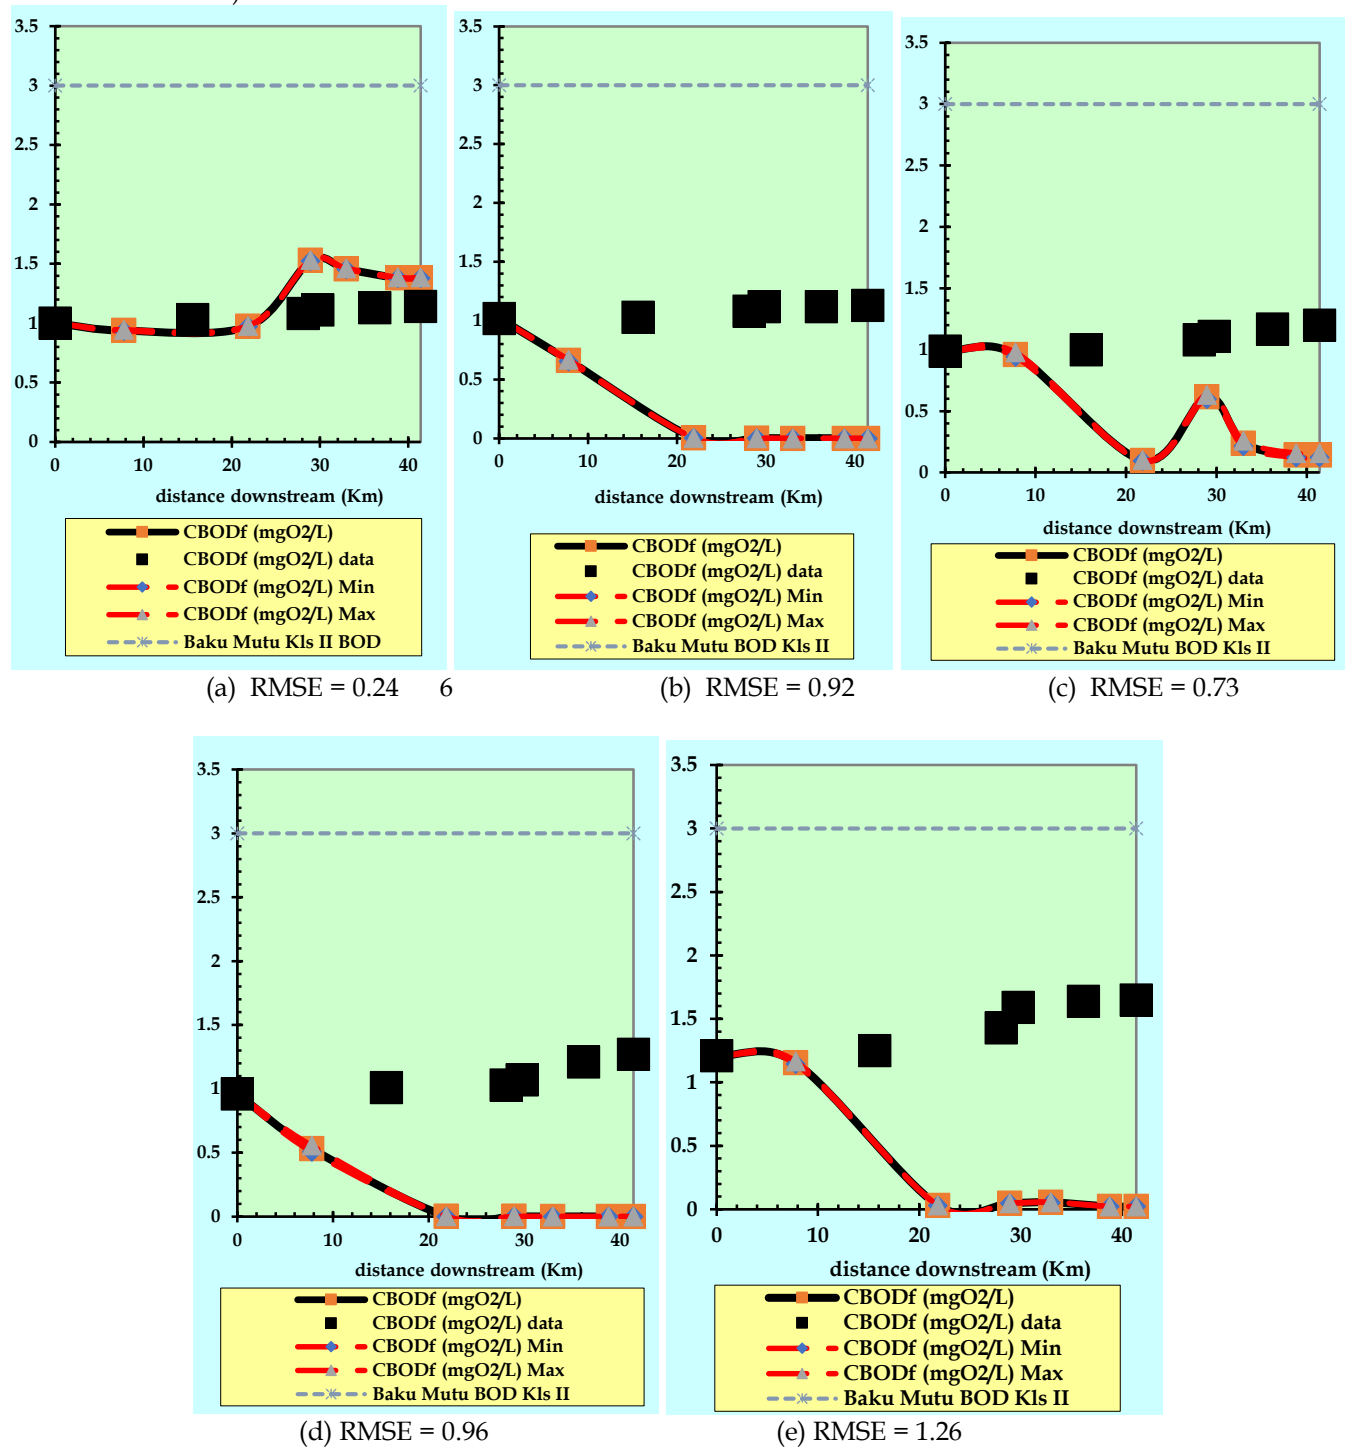 )
3.5
3
2.5
2
1.5
1
0.5
0
0 10 20 30 40
distance downstream (Km)
CBODf (mgO2/L)
CBODf (mgO2/L) data
CBODf (mgO2/L) Min
CBODf (mgO2/L) Max
Baku Mutu Kls II BOD
3.5
3
2.5
2
1.5
1
0.5
0
0 10 20 30 40
distance downstream (Km)
CBODf (mgO2/L)
CBODf (mgO2/L) data
CBODf (mgO2/L) Min
CBODf (mgO2/L) Max
Baku Mutu BOD Kls II
3.5
3
2.5
2
1.5
1
0.5
0
0 10 20 30 40
distance downstream (Km)
CBODf (mgO2/L)
CBODf (mgO2/L) data
CBODf (mgO2/L) Min
CBODf (mgO2/L) Max
Baku Mutu BOD Kls II
(a) RMSE = 0.24 6 (b) RMSE = 0.92 (c) RMSE = 0.73
3.5
3
2.5
2
1.5
1
0.5
0
0 10 20 30 40
distance downstream (Km)
CBODf (mgO2/L)
CBODf (mgO2/L) data
CBODf (mgO2/L) Min
CBODf (mgO2/L) Max
Baku Mutu BOD Kls II
3.5
3
2.5
2
1.5
1
0.5
0
0 10 20 30 40
distance downstream (Km)
CBODf (mgO2/L)
CBODf (mgO2/L) data
CBODf (mgO2/L) Min
CBODf (mgO2/L) Max
Baku Mutu BOD Kls II
(d) RMSE = 0.96 (e) RMSE = 1.26